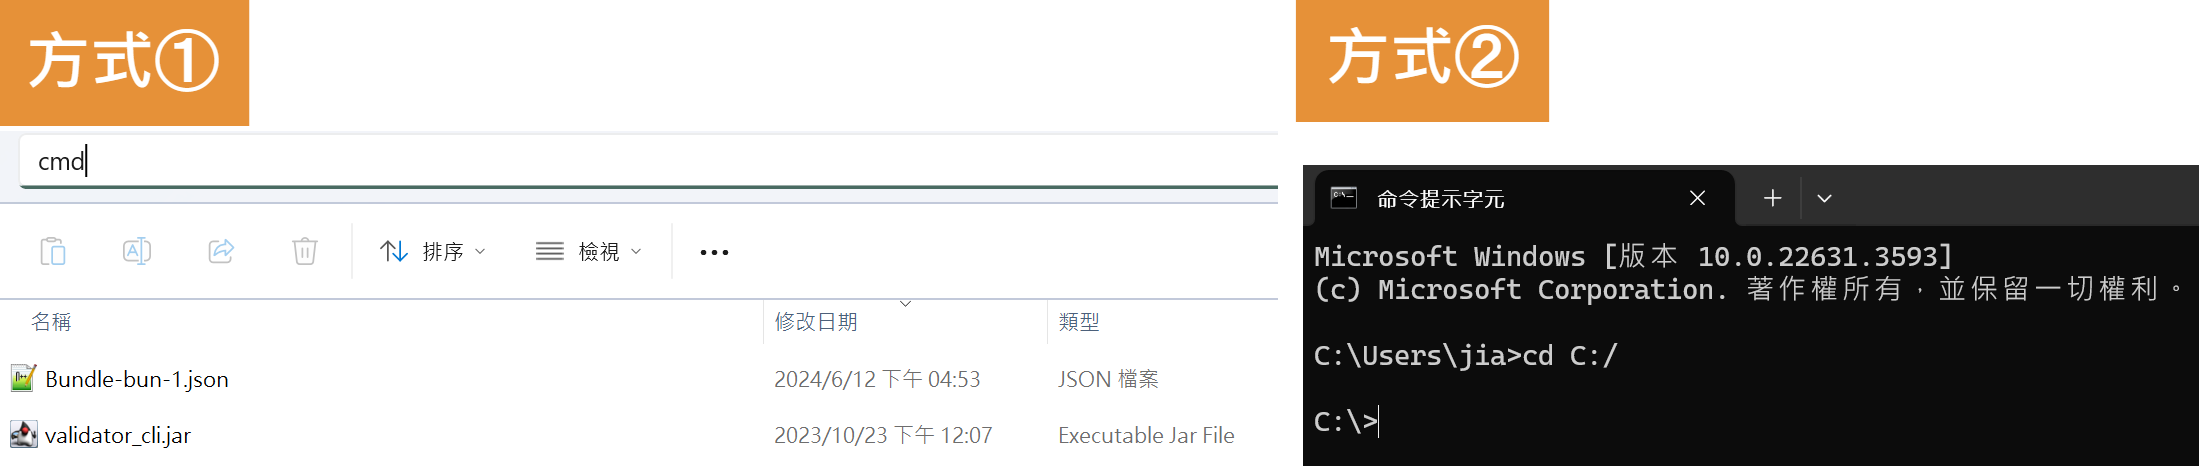 方式①
cmd
排序
檢視
名稱
修改日期
類型
Bundle-bun-1.json
2024/6/12 下午 04:53
JSON 檔案
validator_cli.jar
2023/10/23 下午 12:07
Executable Jar File
方式②
命令提示字元
Microsoft Windows [版本 10.0.22631.3593]
(c) Microsoft Corporation. 著作權所有，並保留一切權利。
C:\Users\jia>cd C:/
C:\>